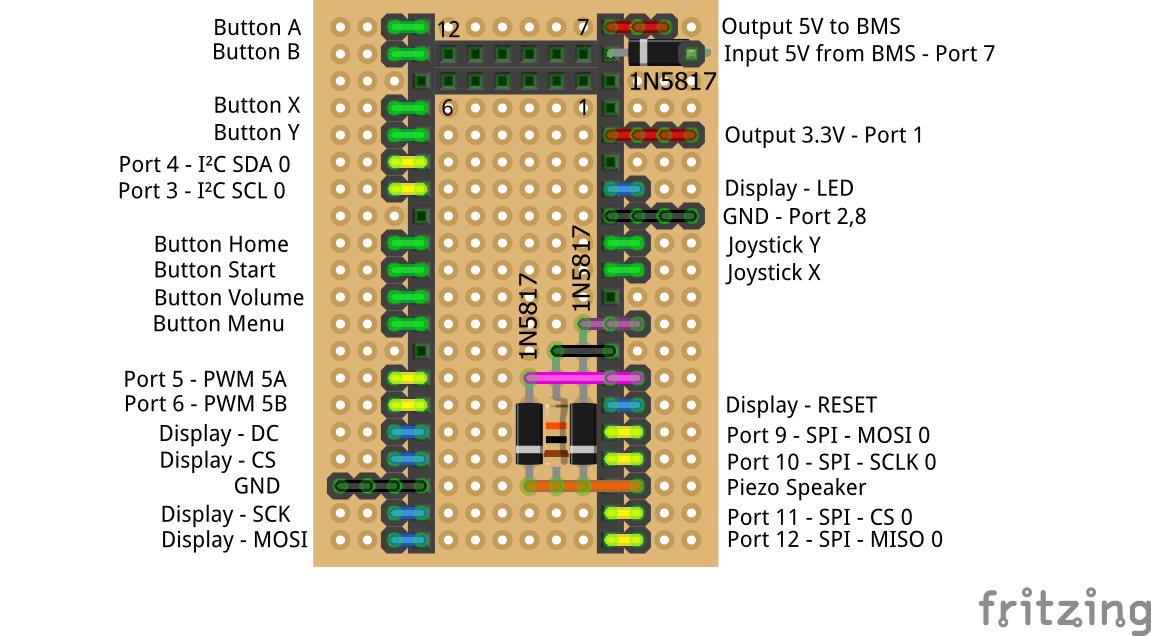 Button A
12
7
Output 5V to BMS
Button B
Input 5V from BMS - Port 7
1N5817
Button X
6
1
Button Y
Output 3.3V - Port 1
Port 4 - I²C SDA 0
Port 3 - I²C SCL 0
Display - LED
GND - Port 2,8
Button Home
1N5817
Joystick Y
Button Start
Joystick X
Button Volume
1N5817
Button Menu
Port 5 - PWM 5A
Port 6 - PWM 5B
Display - RESET
Display - DC
Port 9 - SPI - MOSI 0
Display - CS
Port 10 - SPI - SCLK 0
GND
Piezo Speaker
Display - SCK
Port 11 - SPI - CS 0
Display - MOSI
Port 12 - SPI - MISO 0
fritzing